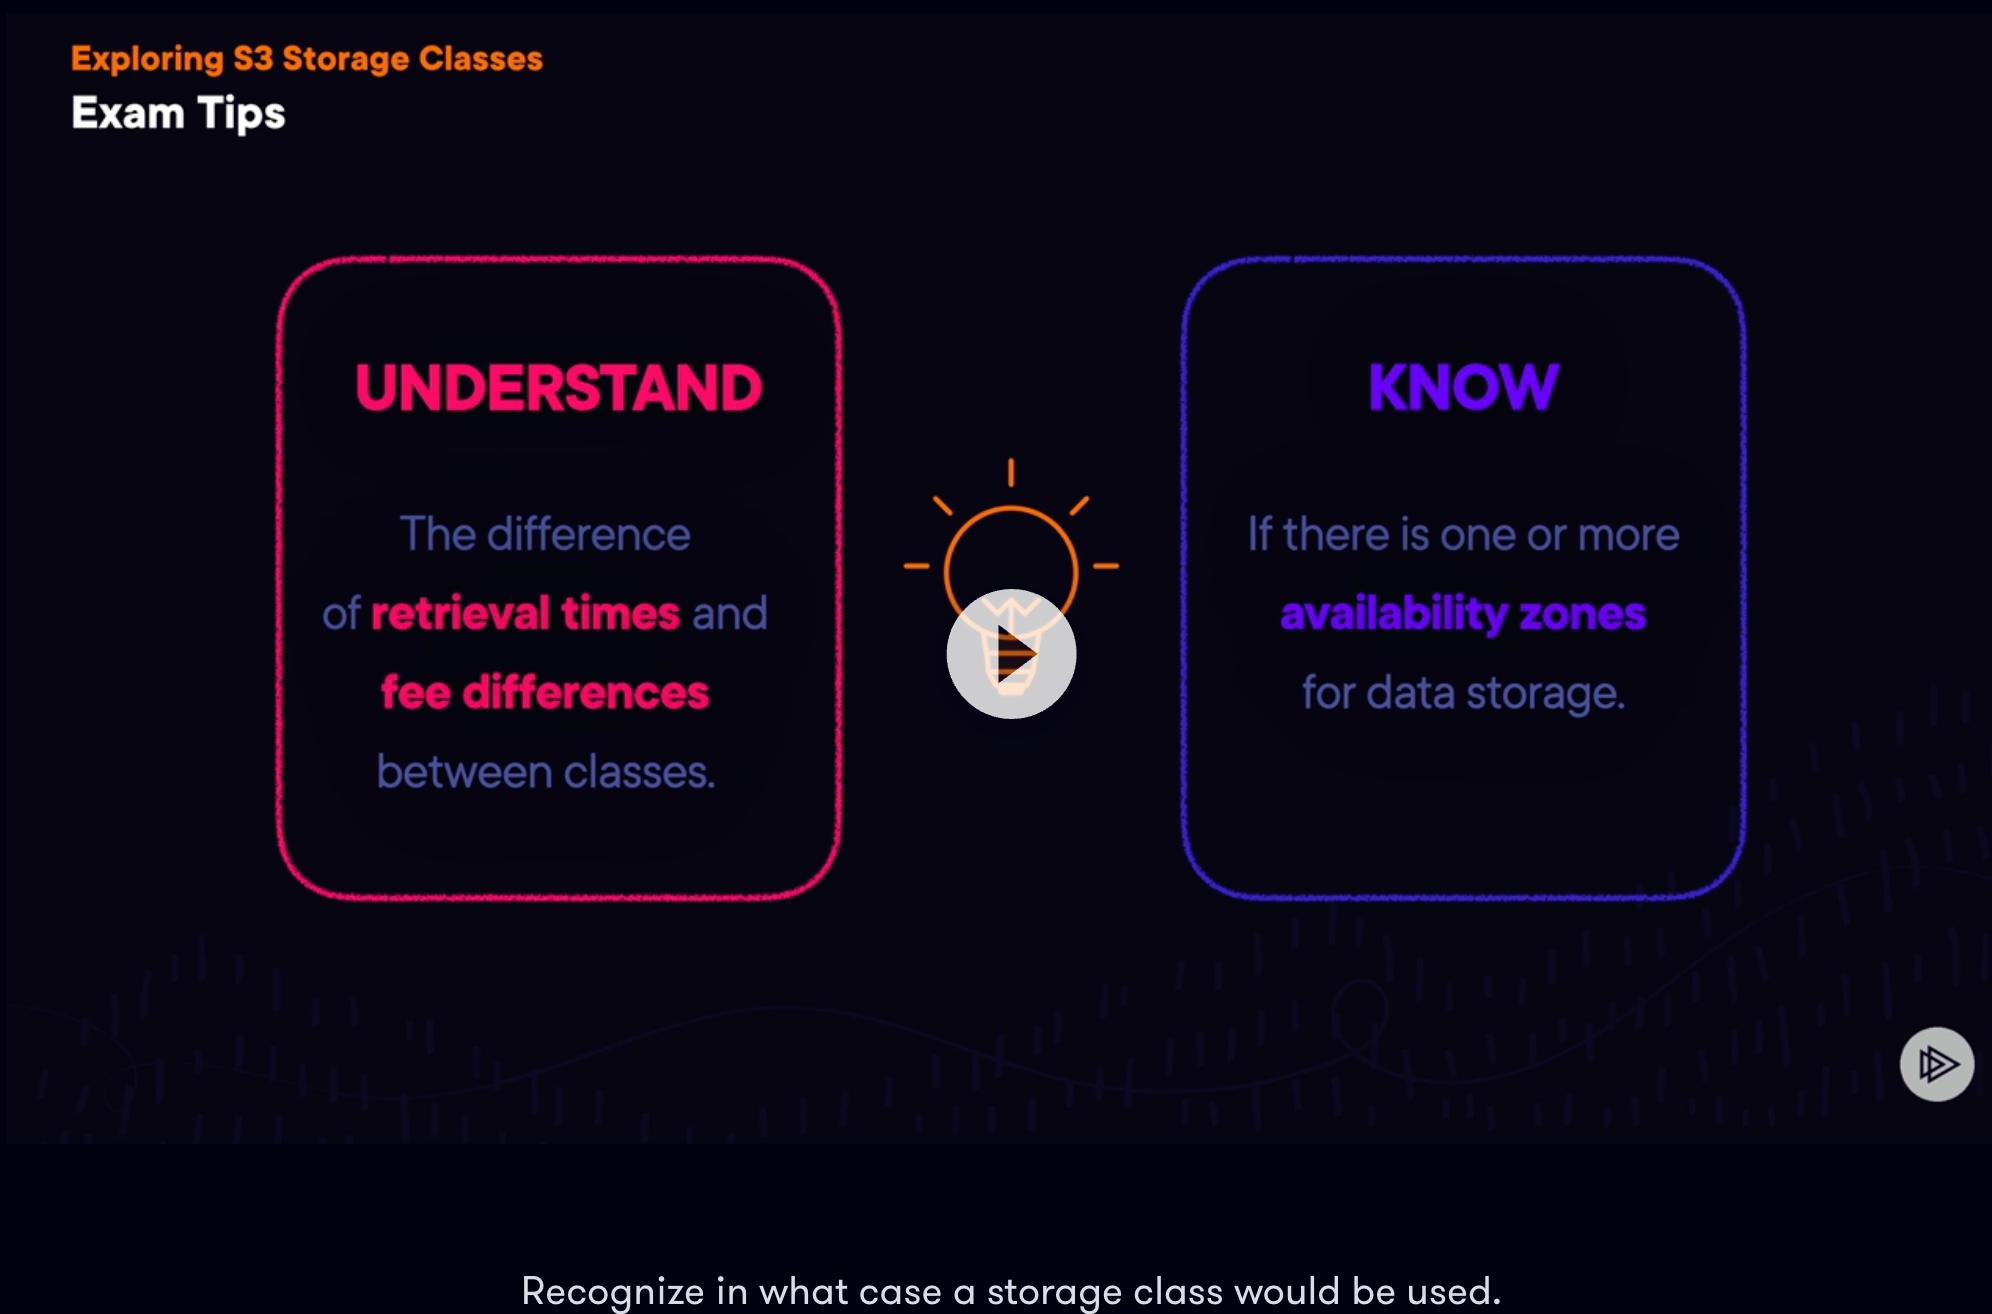 Exploring S3 Storage Classes
Exam Tips
UNDERSTAND
The difference
of retrieval times and
fee differences
between classes.
KNOW
If there is one or more
availability zones
for data storage.
Recognize in what case a storage class would be used.